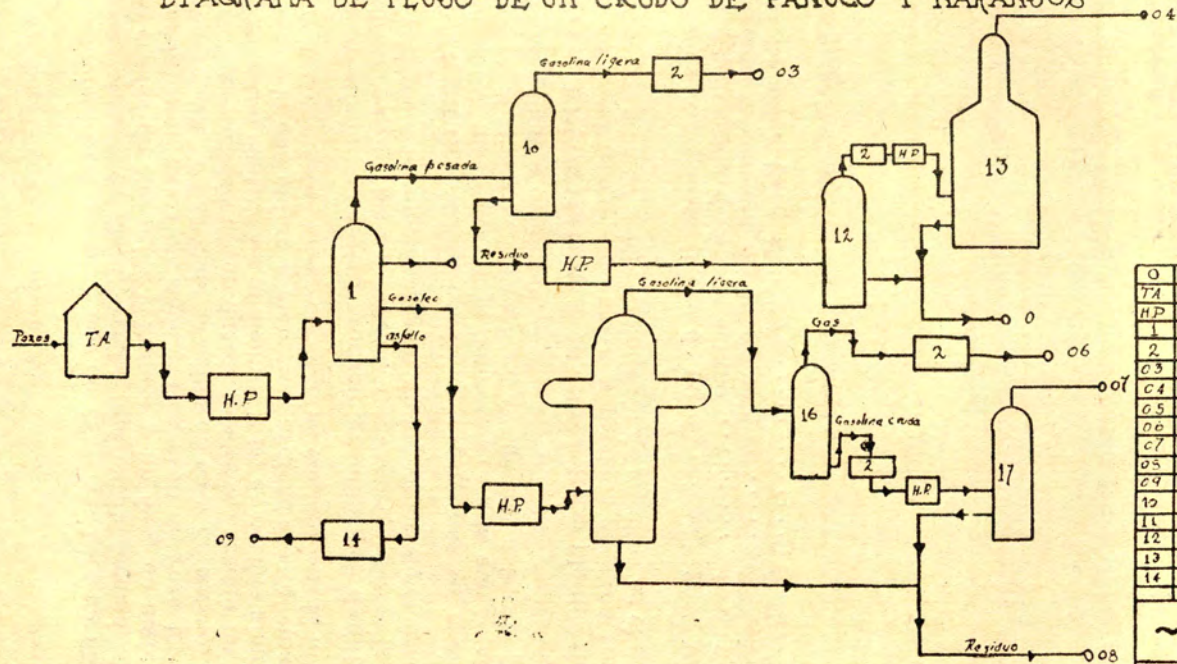 DIAGRAMA DE FLUJO DE UN CRUDO DE PANUCO Y NARANJOS
04
Gasolina ligera
2
03
10
Gasolina pesada
2
H.P.
13
12
Residuo
H.P.
1
Gasoleo
asfalto
Gasolina ligera
0
Pozos
TA
H.P
Gas
2
06
07
16
Gasolina cruda
2
H.P.
17
H.P.
09
14
Residuo
08
0
TA
HP
1
2
03
04
05
06
07
08
09
10
11
12
13
14